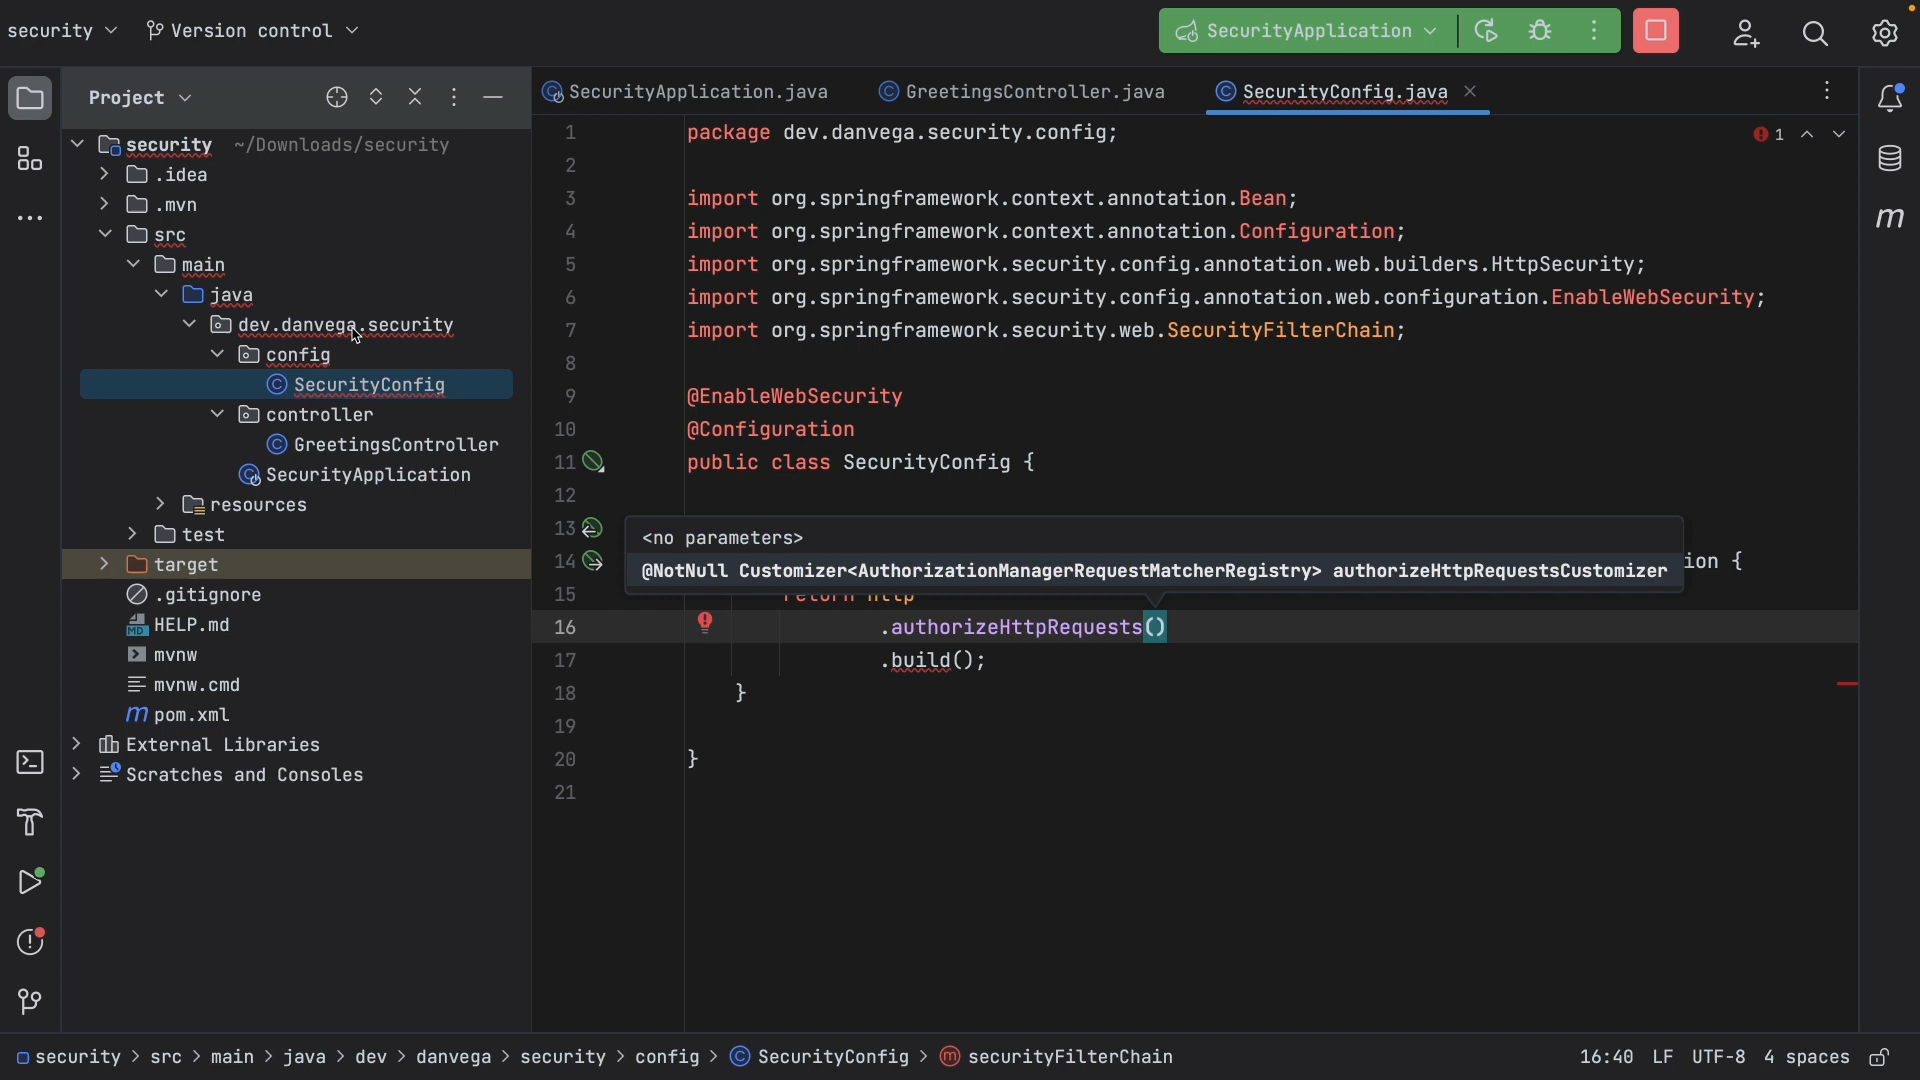 security
Version control
SecurityApplication
Project
SecurityApplication.java
GreetingsController.java
SecurityConfig.java
security ~/Downloads/security
.idea
.mvn
src
main
java
dev.danvega.security
config
SecurityConfig
controller
GreetingsController
SecurityApplication
resources
test
target
.gitignore
HELP.md
mvnw
mvnw.cmd
pom.xml
External Libraries
Scratches and Consoles
1 package dev.danvega.security.config;
1
2
3 import org.springframework.context.annotation.Bean;
4 import org.springframework.context.annotation.Configuration;
5 import org.springframework.security.config.annotation.web.builders.HttpSecurity;
6 import org.springframework.security.config.annotation.web.configuration.EnableWebSecurity;
7 import org.springframework.security.web.SecurityFilterChain;
8
9 @EnableWebSecurity
10 @Configuration
11 public class SecurityConfig {
12
13
<no parameters>
14 ion {
@NotNull Customizer<AuthorizationManagerRequestMatcherRegistry> authorizeHttpRequestsCustomizer
15 return http
16 .authorizeHttpRequests()
17 .build();
18 }
19
20 }
21
security > src > main > java > dev > danvega > security > config > SecurityConfig > securityFilterChain
16:40 LF UTF-8 4 spaces